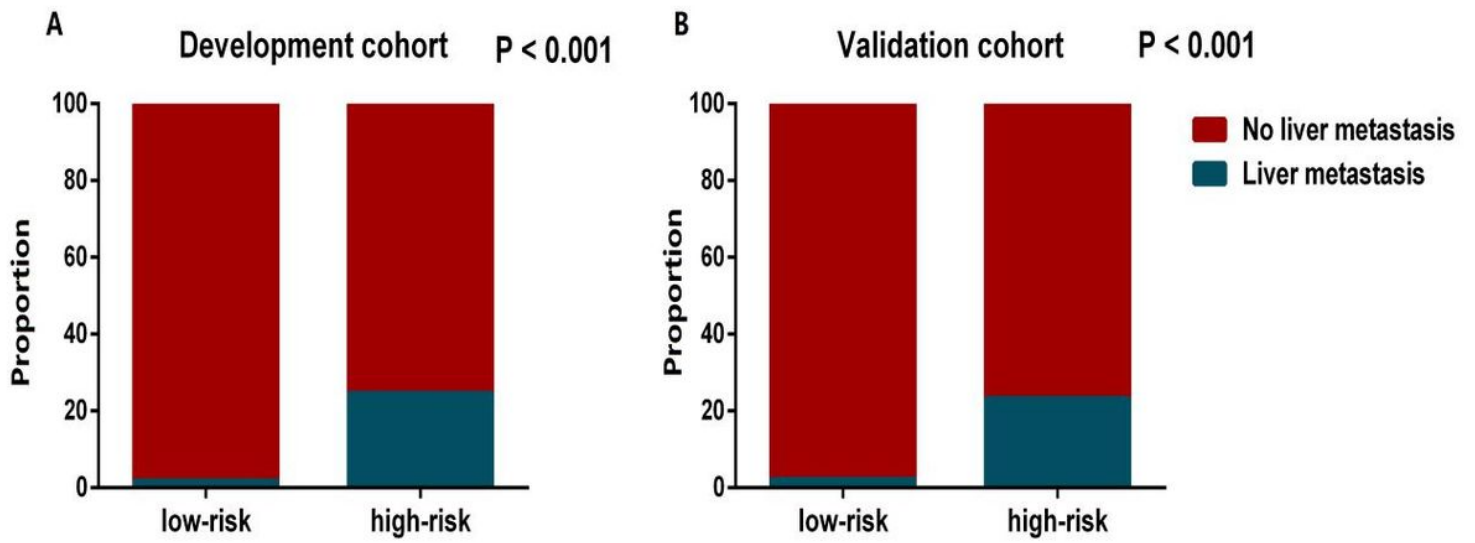 A
Development cohort P < 0.001
100
80
60
40
20
0
Proportion
low-risk high-risk
B
Validation cohort P < 0.001
100
80
60
40
20
0
Proportion
low-risk high-risk
No liver metastasis
Liver metastasis